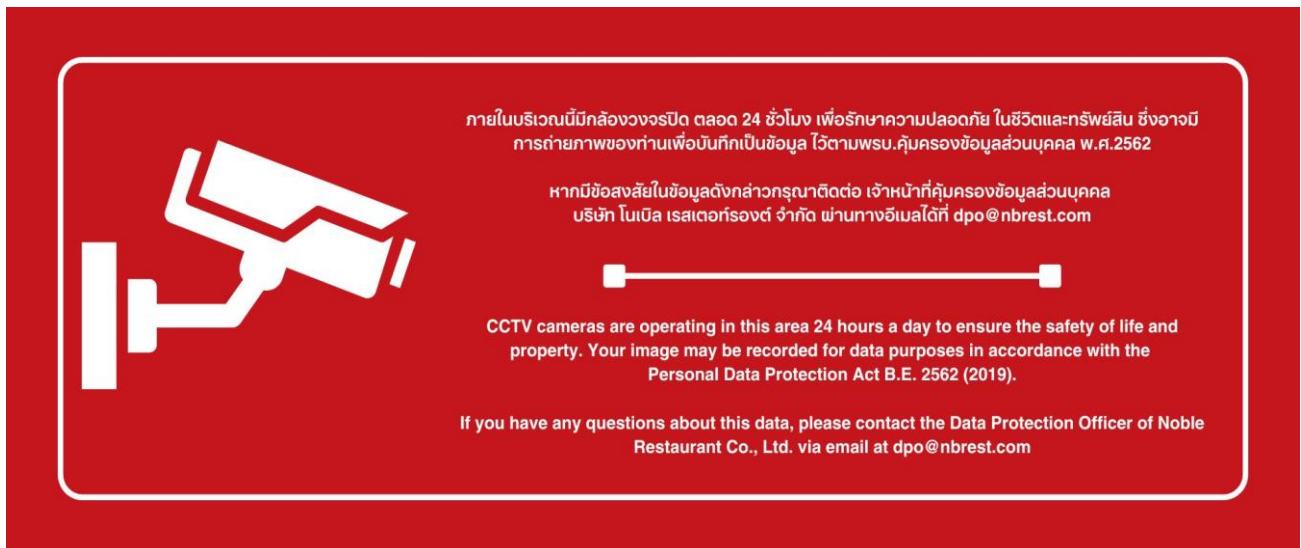 ภายในบริเวณนี้มีกล้องวงจรปิด ตลอด 24 ชั่วโมง เพื่อรักษาความปลอดภัย ในชีวิตและทรัพย์สิน ซึ่งอาจมี
การถ่ายภาพของท่านเพื่อบันทึกเป็นข้อมูล ไว้ตามพรบ.คุ้มครองข้อมูลส่วนบุคคล พ.ศ.2562
หากมีข้อสงสัยในข้อมูลดังกล่าวกรุณาติดต่อ เจ้าหน้าที่คุ้มครองข้อมูลส่วนบุคคล
บริษัท โนเบิล เรสเตอท์รองต์ จำกัด ผ่านทางอีเมลได้ที่ dpo@nbrest.com
CCTV cameras are operating in this area 24 hours a day to ensure the safety of life and
property. Your image may be recorded for data purposes in accordance with the
Personal Data Protection Act B.E. 2562 (2019).
If you have any questions about this data, please contact the Data Protection Officer of Noble
Restaurant Co., Ltd. via email at dpo@nbrest.com